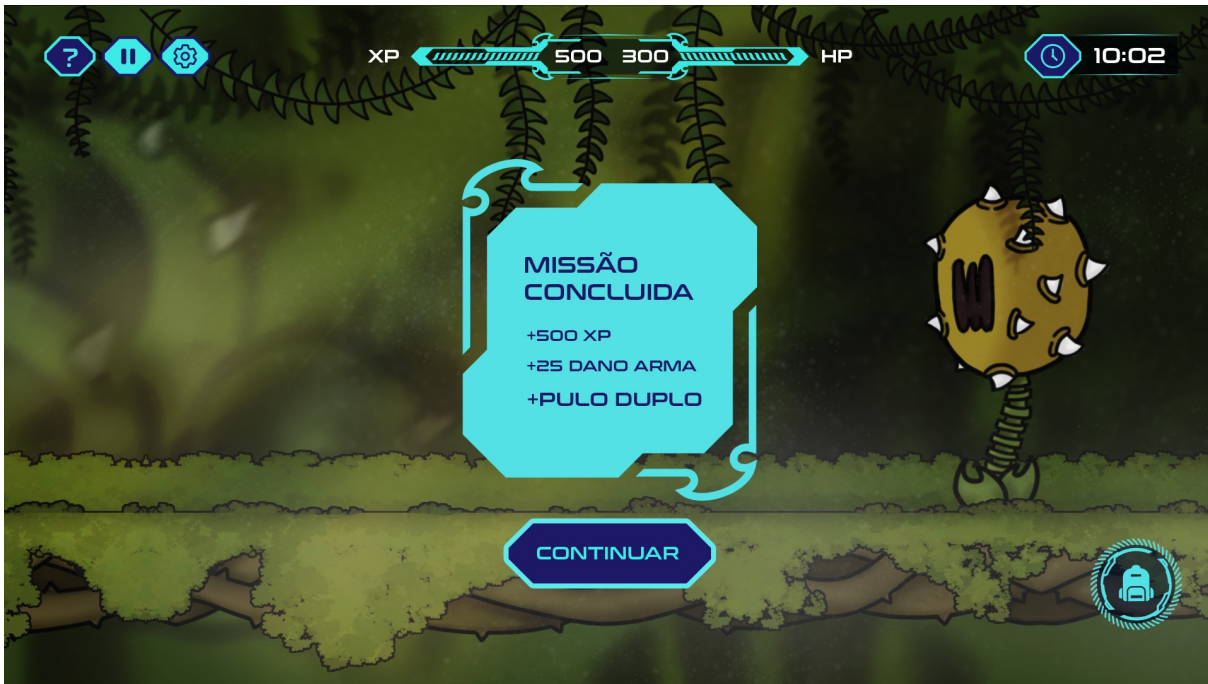 ?
XP 500 300 HP
10:02
MISSÃO
CONCLUIDA
+500 XP
+25 DANO ARMA
+PULO DUPLO
CONTINUAR